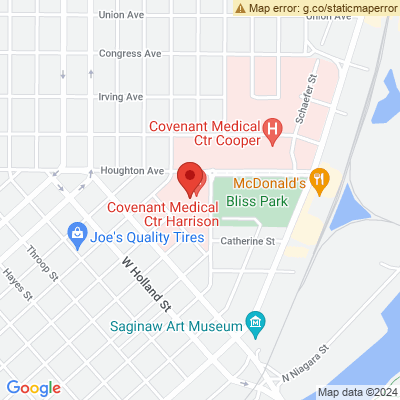 Map error: g.co/staticmaperror
Union Ave
Union Ave
Congress Ave
Irving Ave
Schaefer St
Covenant Medical
Ctr Cooper
H
Houghton Ave
McDonald's
Covenant Medical
Ctr Harrison
Bliss Park
Joe's Quality Tires
Catherine St
Throop St
Hayes St
W Holland St
Saginaw Art Museum
N Niagara St
Google
Map data ©2024